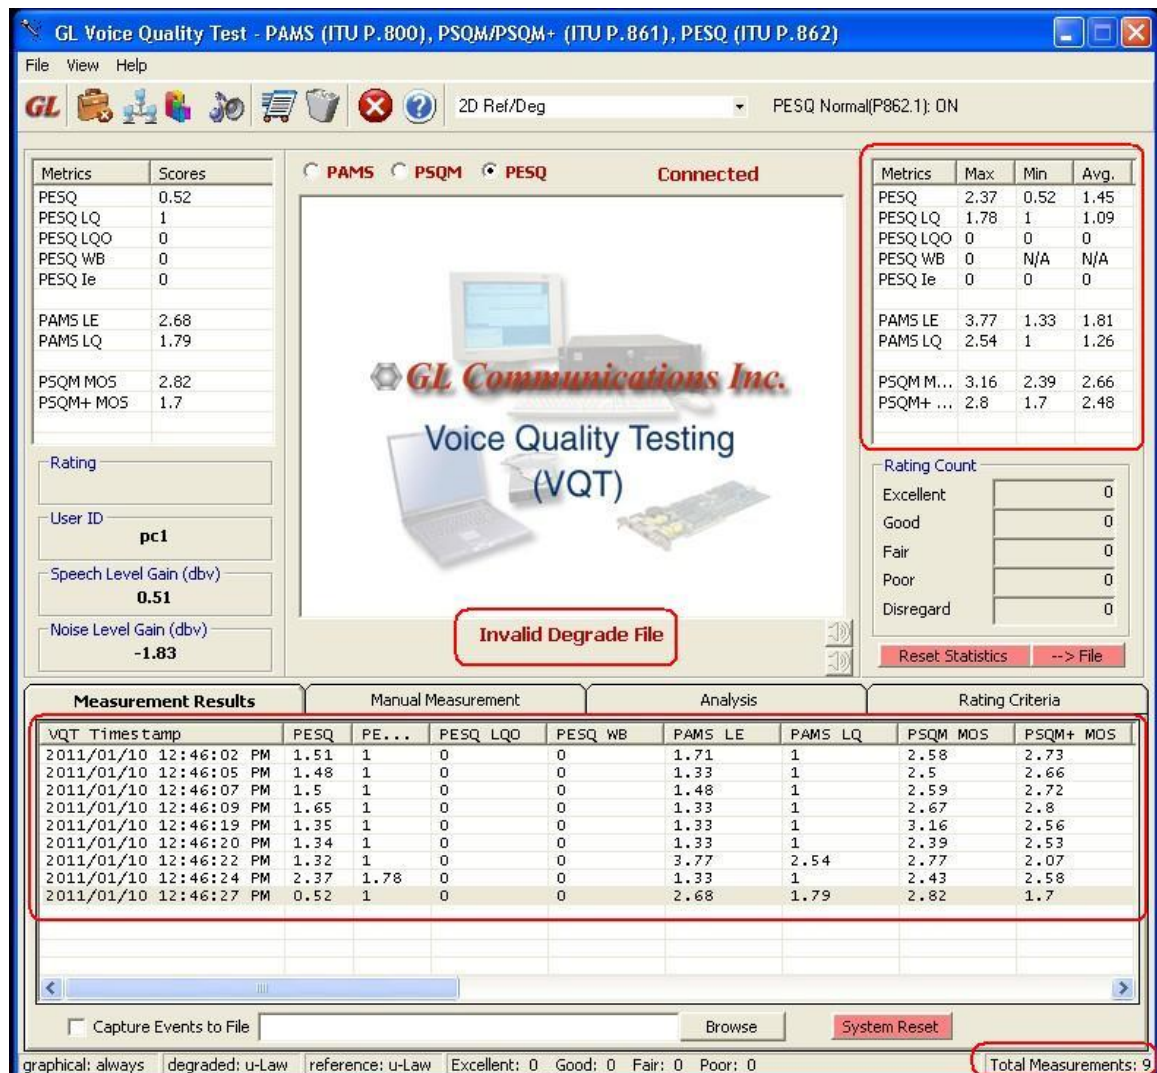 GL Voice Quality Test - PAMS (ITU P.800), PSQM/PSQM+ (ITU P.861), PESQ (ITU P.862)
File View Help
GL 2D Ref/Deg PESQ Normal(P862.1): ON
Metrics Scores
PESQ 0.52
PESQ LQ 1
PESQ LQO 0
PESQ WB 0
PESQ Ie 0
PAMS LE 2.68
PAMS LQ 1.79
PSQM MOS 2.82
PSQM+ MOS 1.7
Rating
User ID
pc1
Speech Level Gain (dbv)
0.51
Noise Level Gain (dbv)
-1.83
PAMS PSQM PESQ Connected
GL Communications Inc.
Voice Quality Testing
(VQT)
Invalid Degrade File
Metrics Max Min Avg.
PESQ 2.37 0.52 1.45
PESQ LQ 1.78 1 1.09
PESQ LQO 0 0 0
PESQ WB 0 N/A N/A
PESQ Ie 0 0 0
PAMS LE 3.77 1.33 1.81
PAMS LQ 2.54 1 1.26
PSQM M... 3.16 2.39 2.66
PSQM+ ... 2.8 1.7 2.48
Rating Count
Excellent 0
Good 0
Fair 0
Poor 0
Disregard 0
Reset Statistics --> File
Measurement Results Manual Measurement Analysis Rating Criteria
VQT Timestamp PESQ PE... PESQ LQO PESQ WB PAMS LE PAMS LQ PSQM MOS PSQM+ MOS
2011/01/10 12:46:02 PM 1.51 1 0 0 1.71 1 2.58 2.73
2011/01/10 12:46:05 PM 1.48 1 0 0 1.33 1 2.5 2.66
2011/01/10 12:46:07 PM 1.5 1 0 0 1.48 1 2.59 2.72
2011/01/10 12:46:09 PM 1.65 1 0 0 1.33 1 2.67 2.8
2011/01/10 12:46:19 PM 1.35 1 0 0 1.33 1 3.16 2.56
2011/01/10 12:46:20 PM 1.34 1 0 0 1.33 1 2.39 2.53
2011/01/10 12:46:22 PM 1.32 1 0 0 3.77 2.54 2.77 2.07
2011/01/10 12:46:24 PM 2.37 1.78 0 0 1.33 1 2.43 2.58
2011/01/10 12:46:27 PM 0.52 1 0 0 2.68 1.79 2.82 1.7
Capture Events to File Browse System Reset
graphical: always degraded: u-Law reference: u-Law Excellent: 0 Good: 0 Fair: 0 Poor: 0 Total Measurements: 9